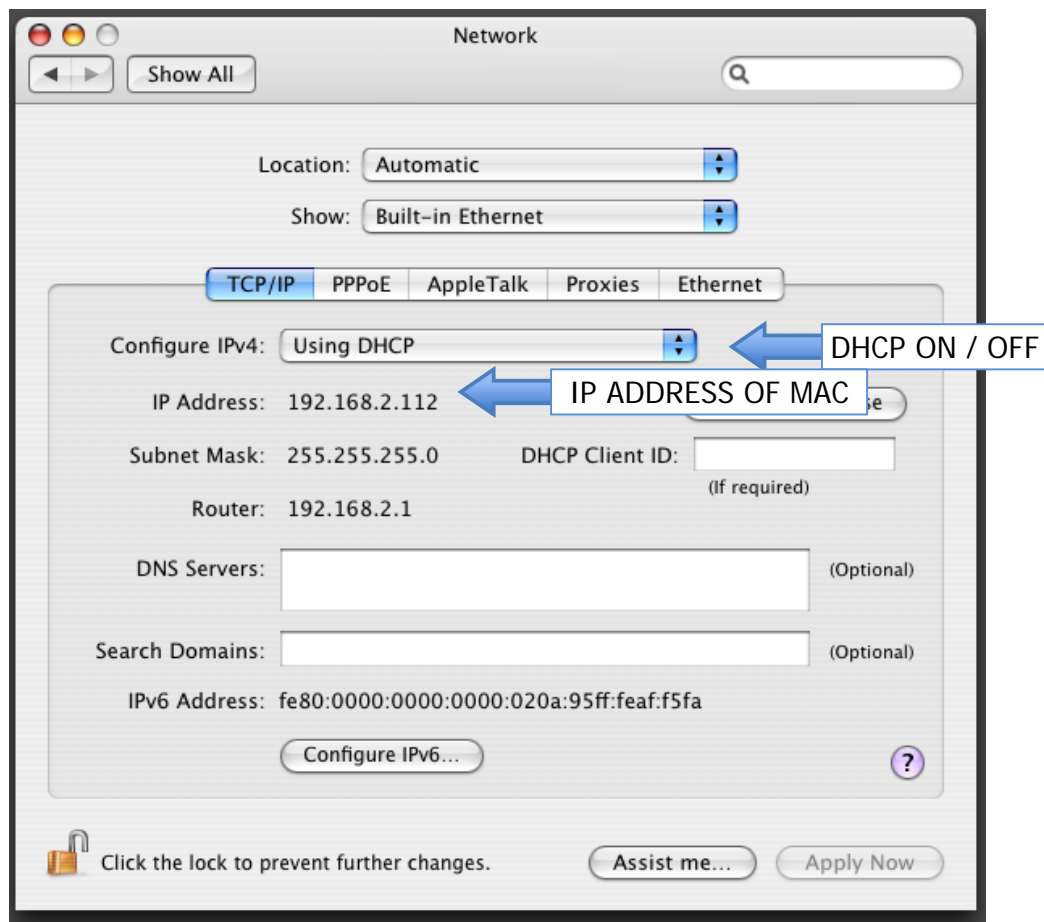 Network
Show All
Location: Automatic
Show: Built-in Ethernet
TCP/IP PPPoE AppleTalk Proxies Ethernet
Configure IPv4: Using DHCP
DHCP ON / OFF
IP ADDRESS OF MAC
IP Address: 192.168.2.112
Subnet Mask: 255.255.255.0 DHCP Client ID:
(If required)
Router: 192.168.2.1
DNS Servers: (Optional)
Search Domains: (Optional)
IPv6 Address: fe80:0000:0000:0000:020a:95ff:feaf:f5fa
Configure IPv6...
?
Click the lock to prevent further changes. Assist me... Apply Now